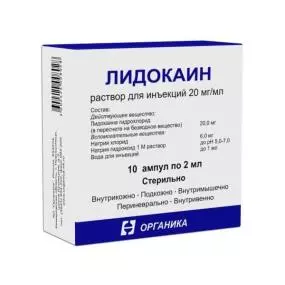 ЛИДОКАИН
раствор для инъекций 20 мг/мл
Состав:
Действующее вещество:
Лидокаина гидрохлорид
(в пересчете на безводное вещество) 20,0 мг
Вспомогательные вещества:
Натрия хлорид 6,0 мг
Натрия гидроксид 1 М раствор до pH 5,0-7,0
Вода для инъекций до 1 мл
10 ампул по 2 мл
Стерильно
Внутрикожно - Подкожно - Внутримышечно
Периневрально - Внутривенно
ОРГАНИКА